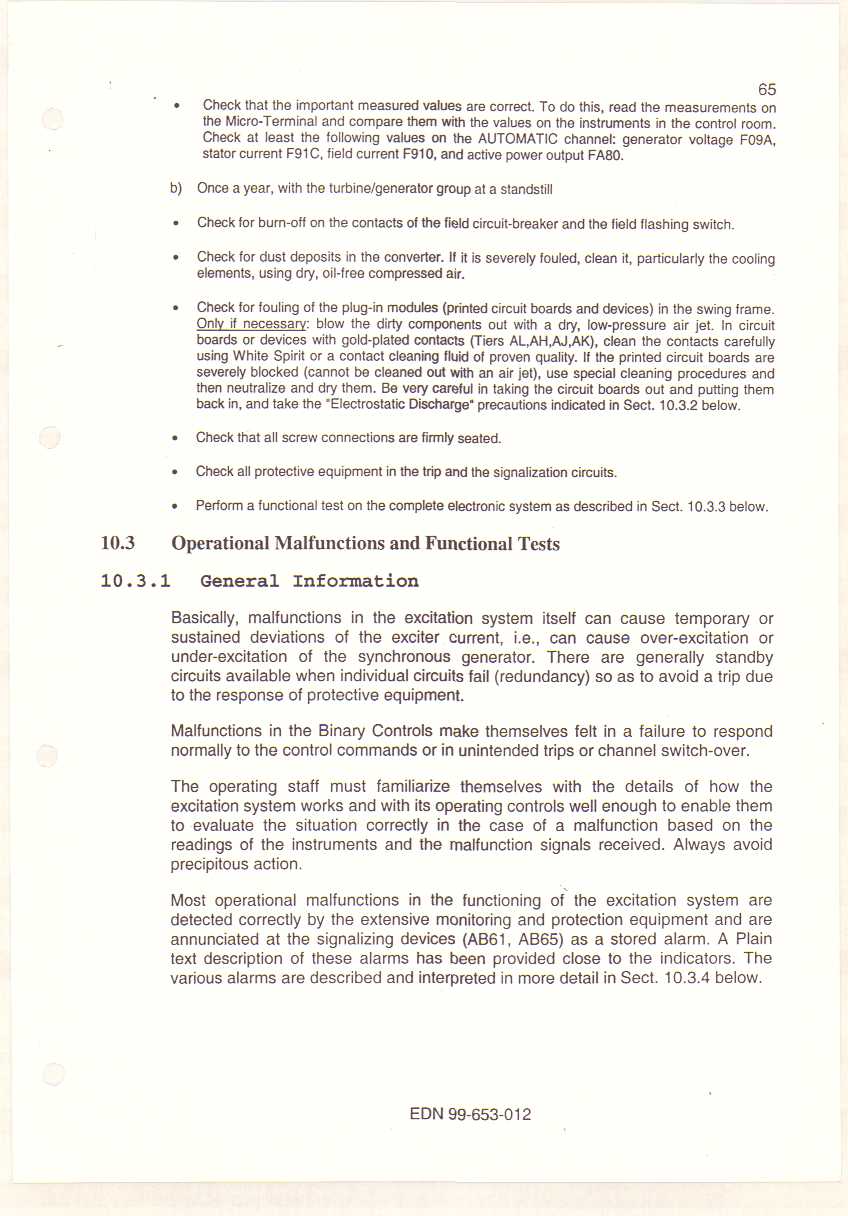 65
• Check that the important measured values are correct. To do this, read the measurements on
the Micro-Terminal and compare them with the values on the instruments in the control room.
Check at least the following values on the AUTOMATIC channel: generator voltage F09A,
stator current F91C, field current F910, and active power output FA80.
b) Once a year, with the turbine/generator group at a standstill
• Check for burn-off on the contacts of the field circuit-breaker and the field flashing switch.
• Check for dust deposits in the converter. If it is severely fouled, clean it, particularly the cooling
elements, using dry, oil-free compressed air.
• Check for fouling of the plug-in modules (printed circuit boards and devices) in the swing frame.
Only if necessary: blow the dirty components out with a dry, low-pressure air jet. In circuit
boards or devices with gold-plated contacts (Tiers AL,AH,AJ,AK), clean the contacts carefully
using White Spirit or a contact cleaning fluid of proven quality. If the printed circuit boards are
severely blocked (cannot be cleaned out with an air jet), use special cleaning procedures and
then neutralize and dry them. Be very careful in taking the circuit boards out and putting them
back in, and take the "Electrostatic Discharge" precautions indicated in Sect. 10.3.2 below.
• Check that all screw connections are firmly seated.
• Check all protective equipment in the trip and the signalization circuits.
• Perform a functional test on the complete electronic system as described in Sect. 10.3.3 below.
10.3 Operational Malfunctions and Functional Tests
10.3.1 General Information
Basically, malfunctions in the excitation system itself can cause temporary or
sustained deviations of the exciter current, i.e., can cause over-excitation or
under-excitation of the synchronous generator. There are generally standby
circuits available when individual circuits fail (redundancy) so as to avoid a trip due
to the response of protective equipment.
Malfunctions in the Binary Controls make themselves felt in a failure to respond
normally to the control commands or in unintended trips or channel switch-over.
The operating staff must familiarize themselves with the details of how the
excitation system works and with its operating controls well enough to enable them
to evaluate the situation correctly in the case of a malfunction based on the
readings of the instruments and the malfunction signals received. Always avoid
precipitous action.
Most operational malfunctions in the functioning of the excitation system are
detected correctly by the extensive monitoring and protection equipment and are
annunciated at the signalizing devices (AB61, AB65) as a stored alarm. A Plain
text description of these alarms has been provided close to the indicators. The
various alarms are described and interpreted in more detail in Sect. 10.3.4 below.
EDN 99-653-012